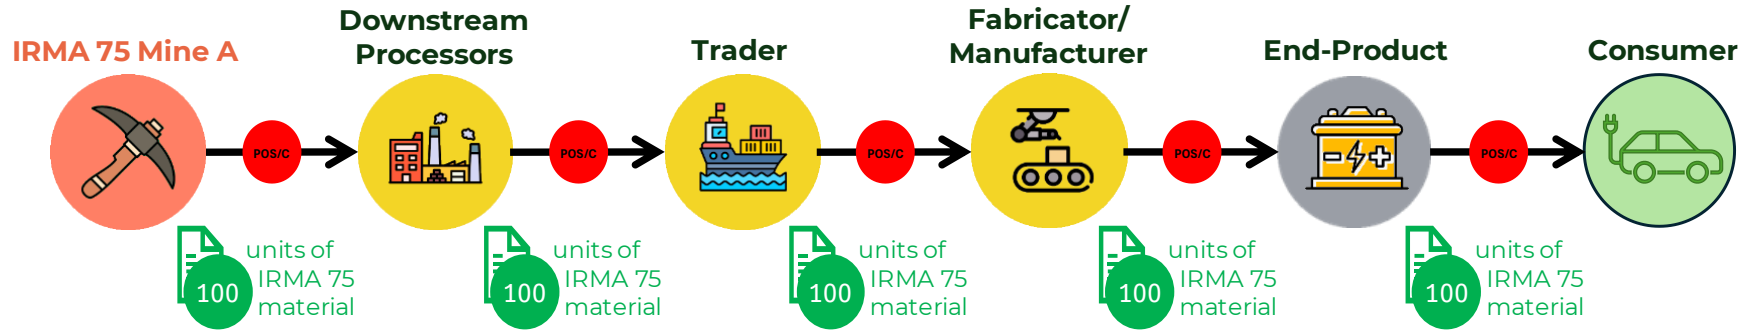 IRMA 75 Mine A
Downstream
Processors
Trader
Fabricator/
Manufacturer
End-Product
Consumer
POS/C
POS/C
POS/C
POS/C
POS/C
100
units of
IRMA 75
material
100
units of
IRMA 75
material
100
units of
IRMA 75
material
100
units of
IRMA 75
material
100
units of
IRMA 75
material